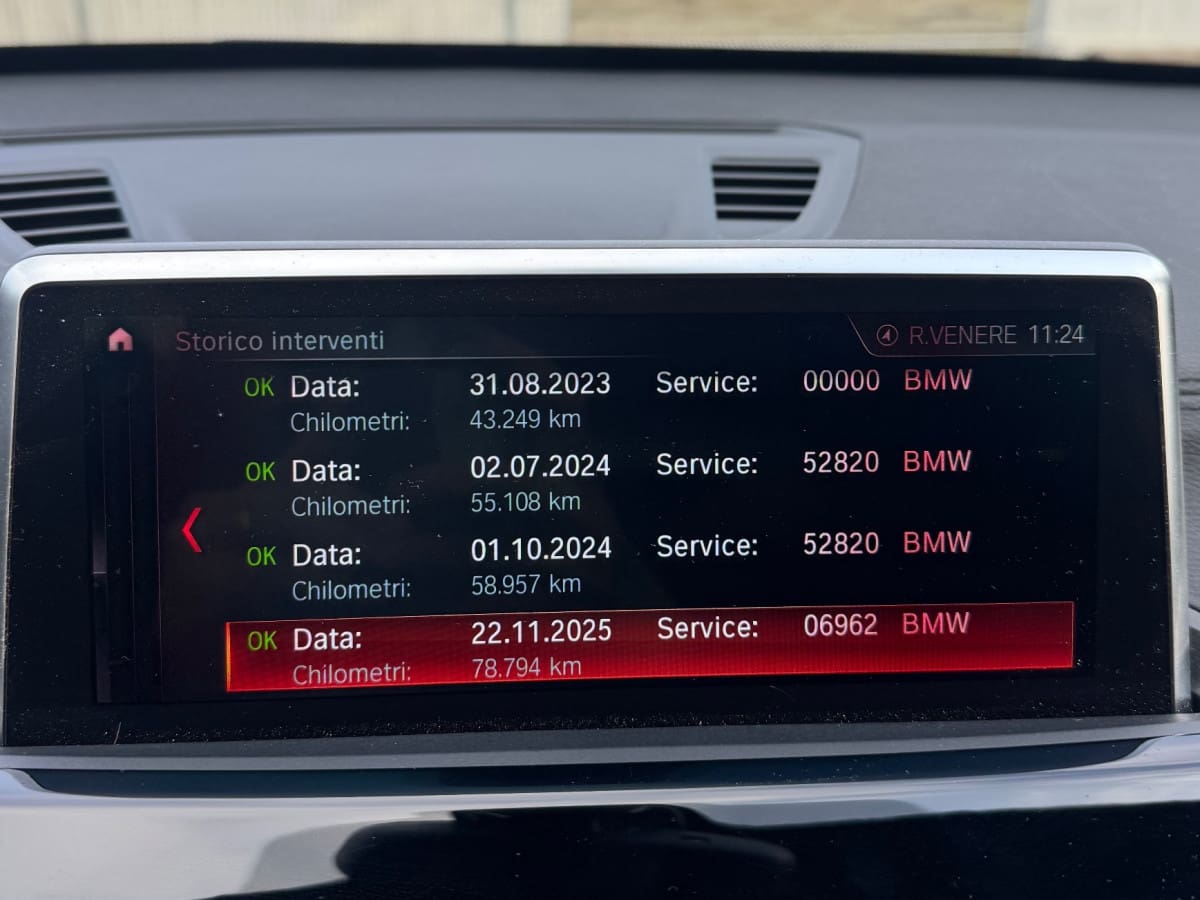 Storico interventi R.VENERE 11:24
OK Data: 31.08.2023 Service: 00000 BMW
Chilometri: 43.249 km
OK Data: 02.07.2024 Service: 52820 BMW
Chilometri: 55.108 km
OK Data: 01.10.2024 Service: 52820 BMW
Chilometri: 58.957 km
OK Data: 22.11.2025 Service: 06962 BMW
Chilometri: 78.794 km